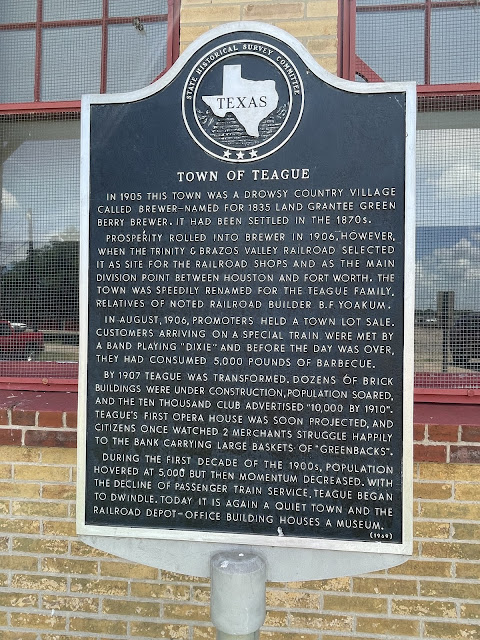 STATE HISTORICAL SURVEY COMMITTEE
TEXAS
TOWN OF TEAGUE
IN 1905 THIS TOWN WAS A DROWSY COUNTRY VILLAGE
CALLED BREWER—NAMED FOR 1835 LAND GRANTEE GREEN
BERRY BREWER. IT HAD BEEN SETTLED IN THE 1870s.
PROSPERITY ROLLED INTO BREWER IN 1906, HOWEVER,
WHEN THE TRINITY & BRAZOS VALLEY RAILROAD SELECTED
IT AS SITE FOR THE RAILROAD SHOPS AND AS THE MAIN
DIVISION POINT BETWEEN HOUSTON AND FORT WORTH. THE
TOWN WAS SPEEDILY RENAMED FOR THE TEAGUE FAMILY,
RELATIVES OF NOTED RAILROAD BUILDER B.F YOAKUM.
IN AUGUST, 1906, PROMOTERS HELD A TOWN LOT SALE.
CUSTOMERS ARRIVING ON A SPECIAL TRAIN WERE MET BY
A BAND PLAYING "DIXIE" AND BEFORE THE DAY WAS OVER,
THEY HAD CONSUMED 5,000 POUNDS OF BARBECUE.
BY 1907 TEAGUE WAS TRANSFORMED. DOZENS OF BRICK
BUILDINGS WERE UNDER CONSTRUCTION, POPULATION SOARED,
AND THE TEN THOUSAND CLUB ADVERTISED "10,000 BY 1910".
TEAGUE'S FIRST OPERA HOUSE WAS SOON PROJECTED, AND
CITIZENS ONCE WATCHED 2 MERCHANTS STRUGGLE HAPPILY
TO THE BANK CARRYING LARGE BASKETS OF "GREENBACKS".
DURING THE FIRST DECADE OF THE 1900s, POPULATION
HOVERED AT 5,000 BUT THEN MOMENTUM DECREASED. WITH
THE DECLINE OF PASSENGER TRAIN SERVICE, TEAGUE BEGAN
TO DWINDLE. TODAY IT IS AGAIN A QUIET TOWN AND THE
RAILROAD DEPOT—OFFICE BUILDING HOUSES A MUSEUM.
(1969)